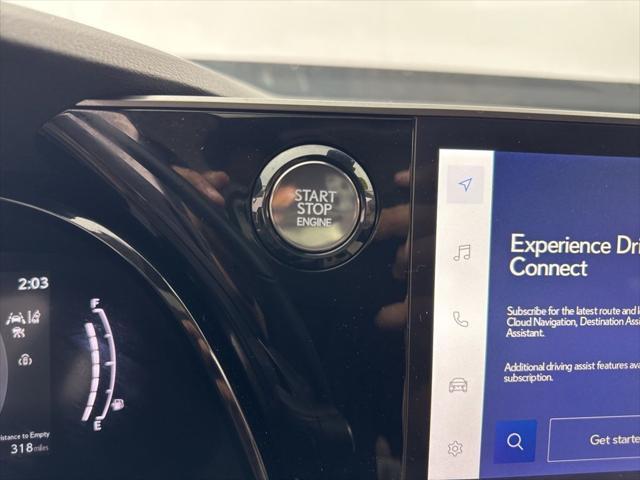 START
STOP
ENGINE
2:03
F
E
Distance to Empty
318 miles
Experience Dri
Connect
Subscribe for the latest route and l
Cloud Navigation, Destination Assi
Assistant.
Additional driving assist features ava
subscription.
Get starte